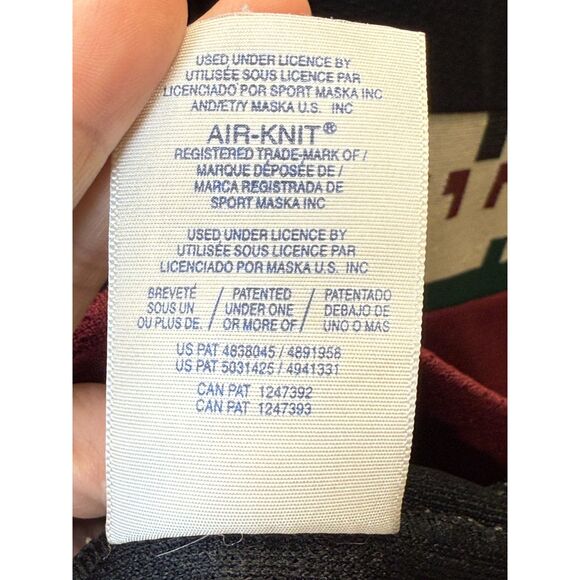 USED UNDER LICENCE BY
UTILISÉE SOUS LICENCE PAR
LICENCIADO POR SPORT MASKA INC
AND/ET/Y MASKA U.S. INC
AIR-KNIT®
REGISTERED TRADE-MARK OF/
MARQUE DÉPOSÉE DE/
MARCA REGISTRADA DE
SPORT MASKA INC
USED UNDER LICENCE BY
UTILISÉE SOUS LICENCE PAR
LICENCIADO POR MASKA U.S. INC
BREVETÉ / PATENTED / PATENTADO
SOUS UN / UNDER ONE / DEBAJO DE
OU PLUS DE. / OR MORE OF / UNO O MAS
US PAT 4838045 / 4891958
US PAT 5031425 / 4941331
CAN PAT 1247392
CAN PAT 1247393